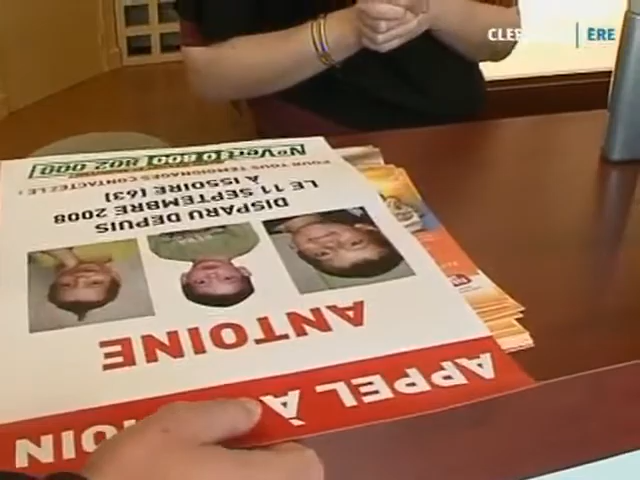 APPEL À
ANTOINE
DISPARU DEPUIS
LE 11 SEPTEMBRE 2008
À ISSOIRE (63)
POUR TOUS TÉMOIGNAGES CONTACTEZ LE :
N° Vert 0 800 802 000